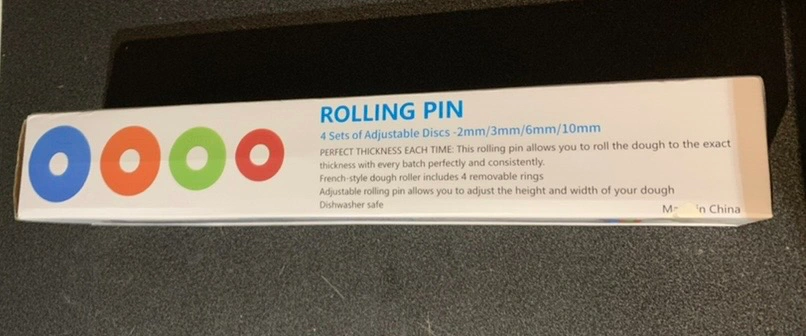 ROLLING PIN
4 Sets of Adjustable Discs -2mm/3mm/6mm/10mm
PERFECT THICKNESS EACH TIME: This rolling pin allows you to roll the dough to the exact
thickness with every batch perfectly and consistently.
French-style dough roller includes 4 removable rings
Adjustable rolling pin allows you to adjust the height and width of your dough
Dishwasher safe
China